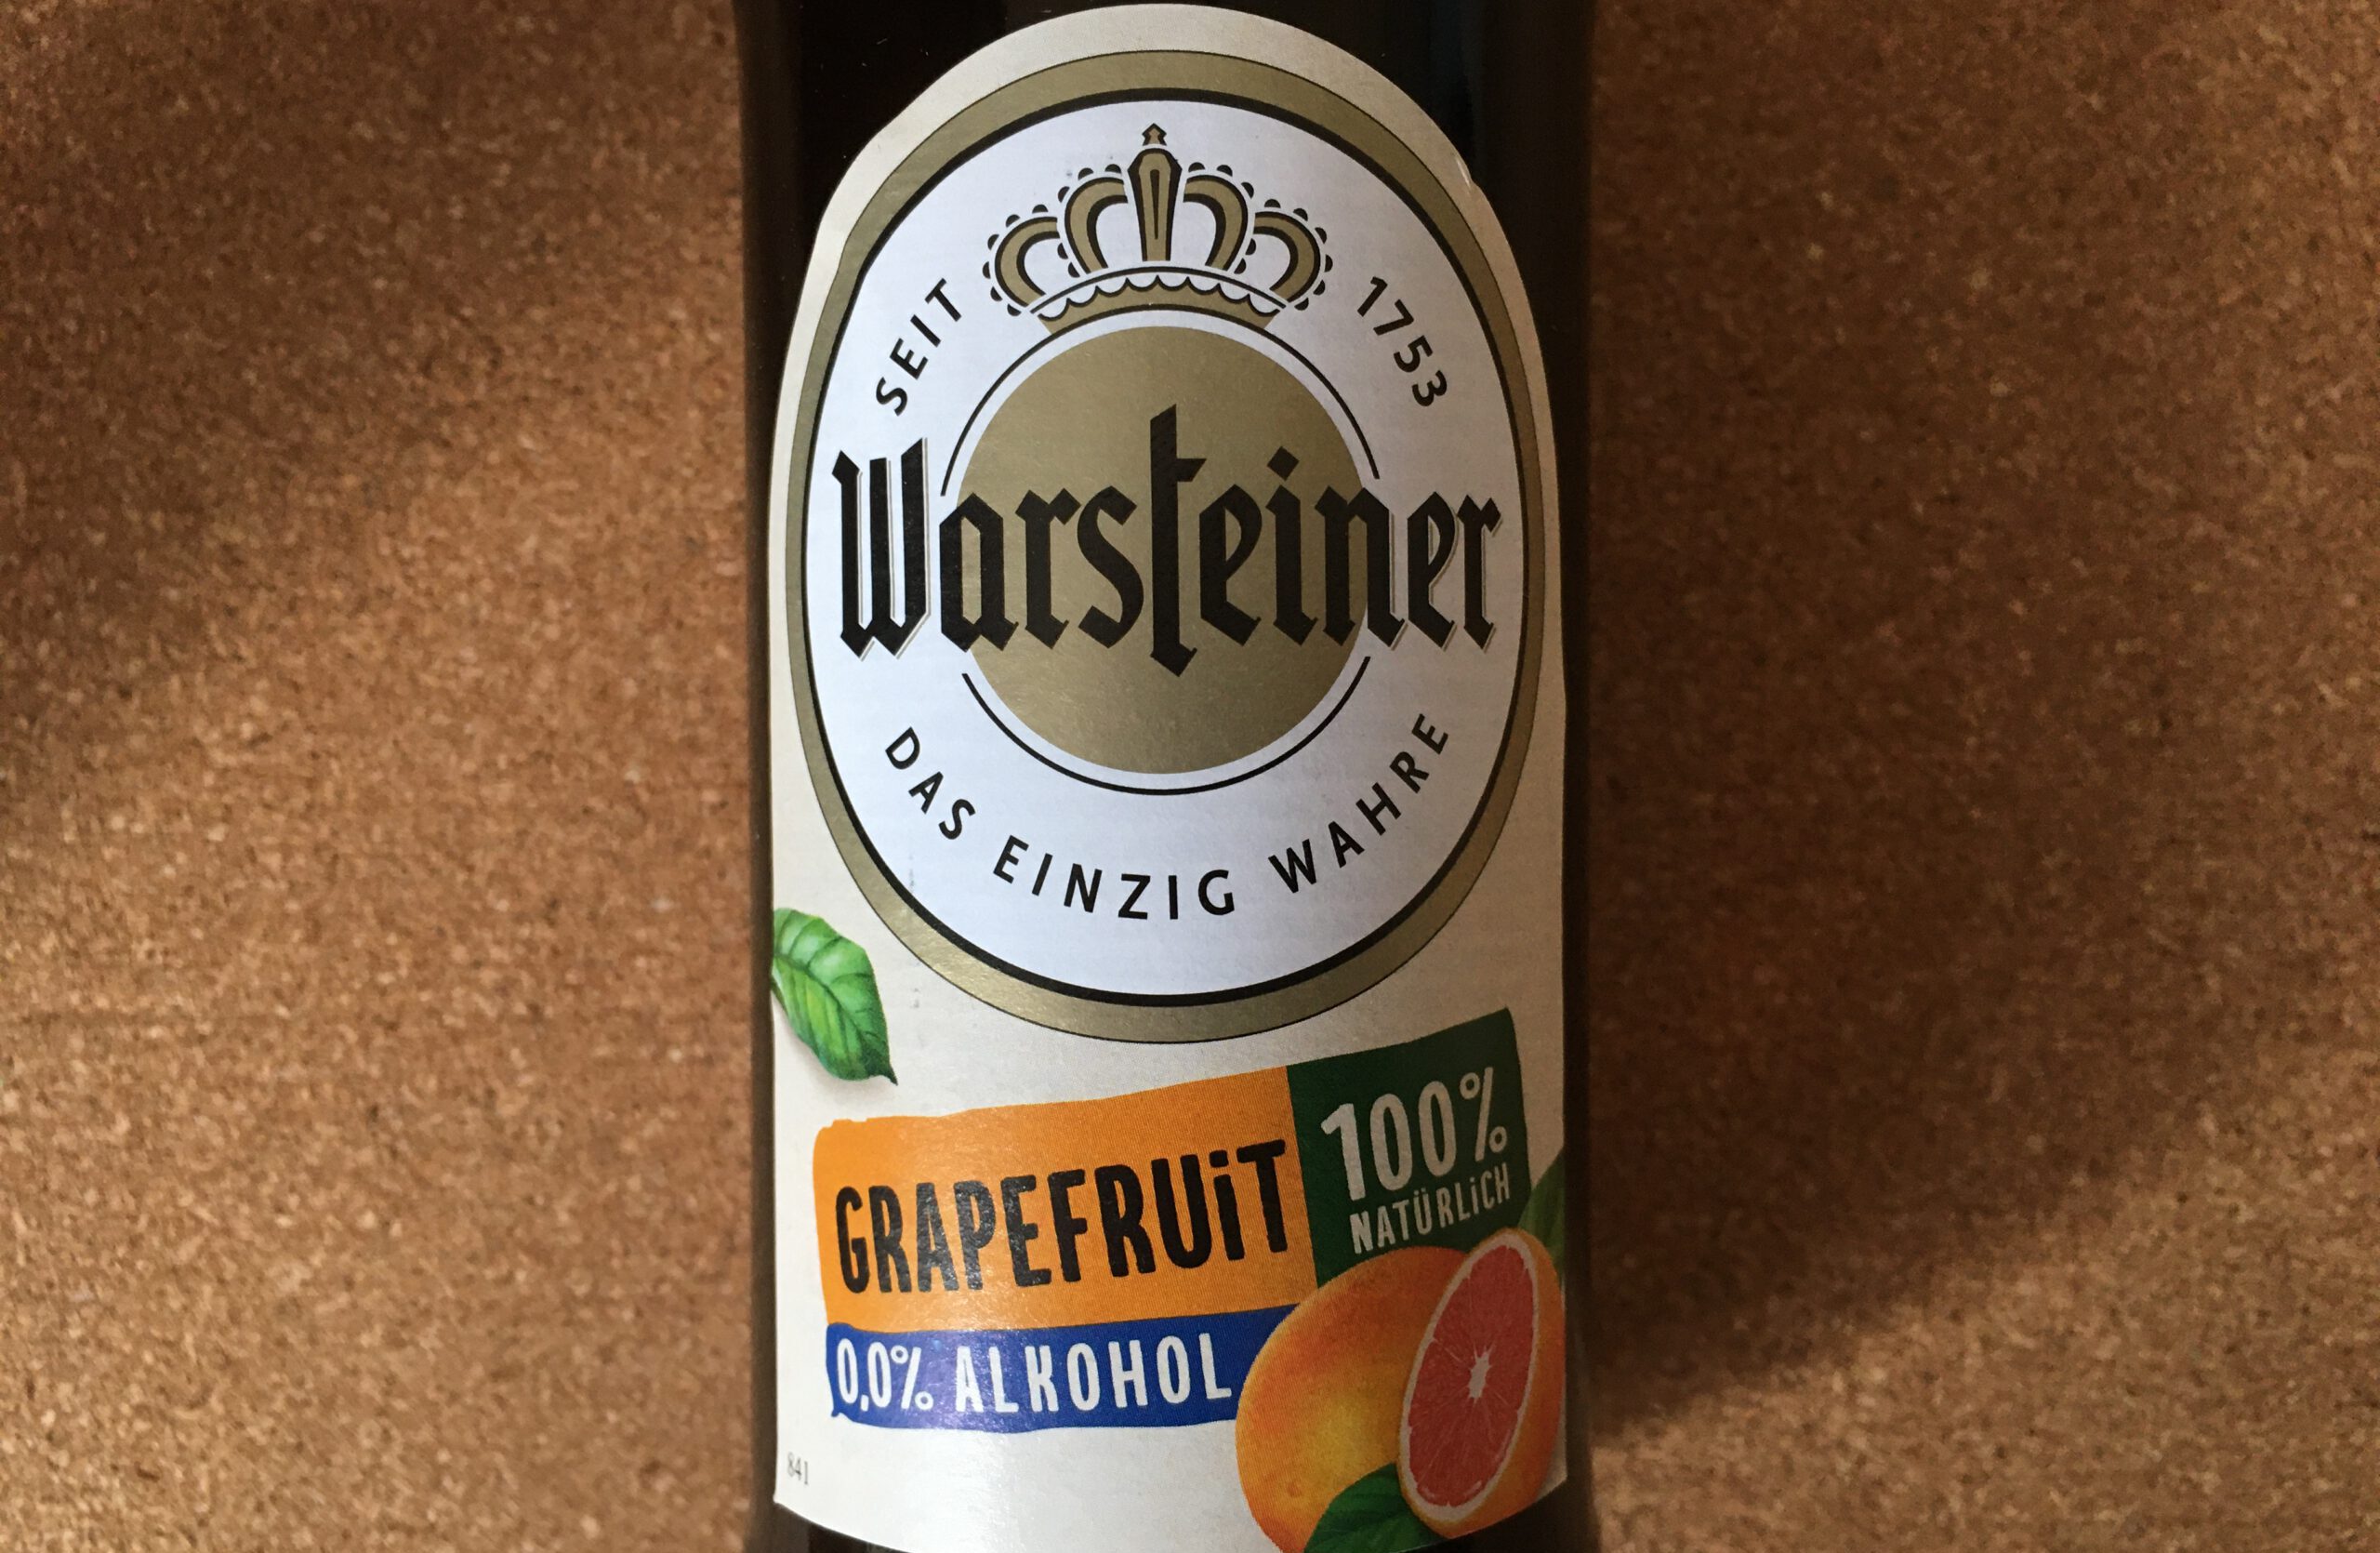 SEIT 1753
Warsteiner
DAS EINZIG WAHRE
GRAPEFRUiT
100%
NATÜRLiCH
0,0% ALKOHOL
841